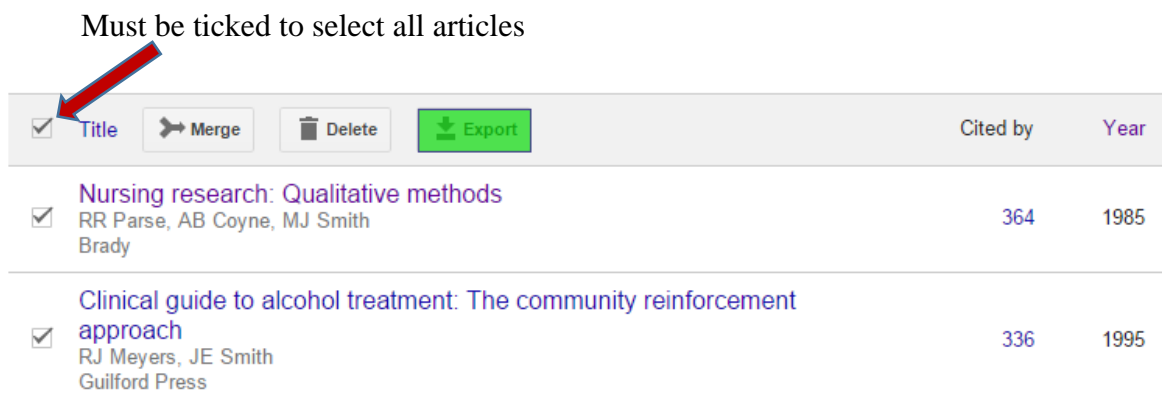 Must be ticked to select all articles
Title Merge Delete Export Cited by Year
Nursing research: Qualitative methods
RR Parse, AB Coyne, MJ Smith 364 1985
Brady
Clinical guide to alcohol treatment: The community reinforcement
approach
RJ Meyers, JE Smith 336 1995
Guilford Press